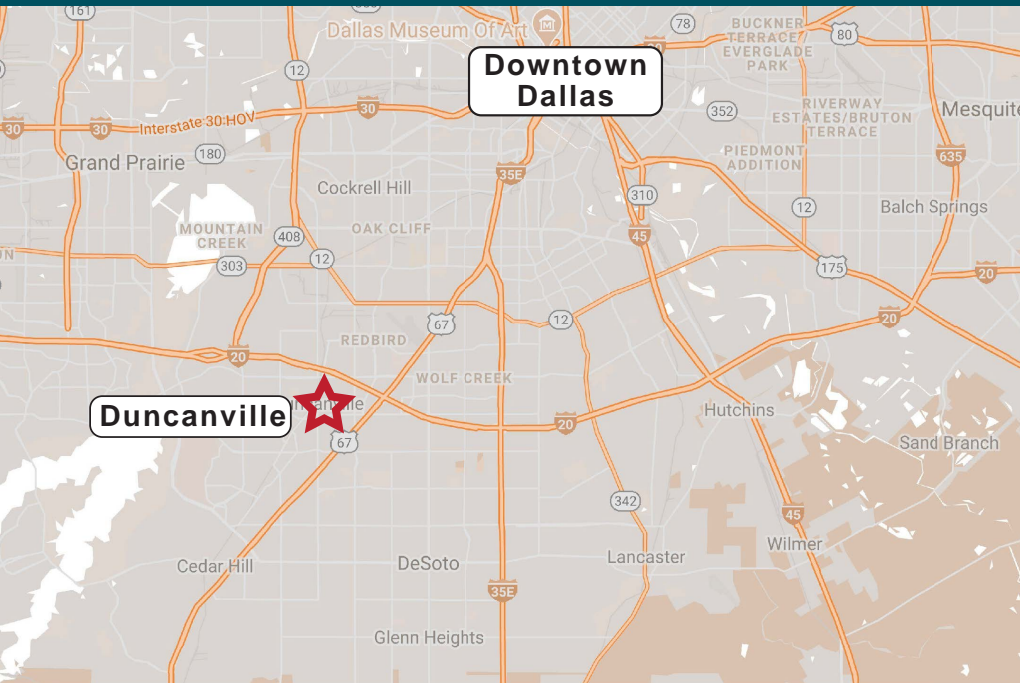 161
78
BUCKNER
TERRACE
EVERGLADE
PARK
80
Dallas Museum Of Art
Downtown
Dallas
12
30
352
RIVERWAY
ESTATES/BRUTON
TERRACE
Mesquite
30
30
Interstate 30 HOV
Grand Prairie
180
PIEDMONT
ADDITION
635
35E
Cockrell Hill
310
12
Balch Springs
MOUNTAIN
CREEK
408
OAK CLIFF
45
303
12
175
20
67
12
20
REDBIRD
20
WOLF CREEK
Duncanville
Hutchins
67
20
Sand Branch
342
45
Cedar Hill
DeSoto
Lancaster
Wilmer
35E
Glenn Heights